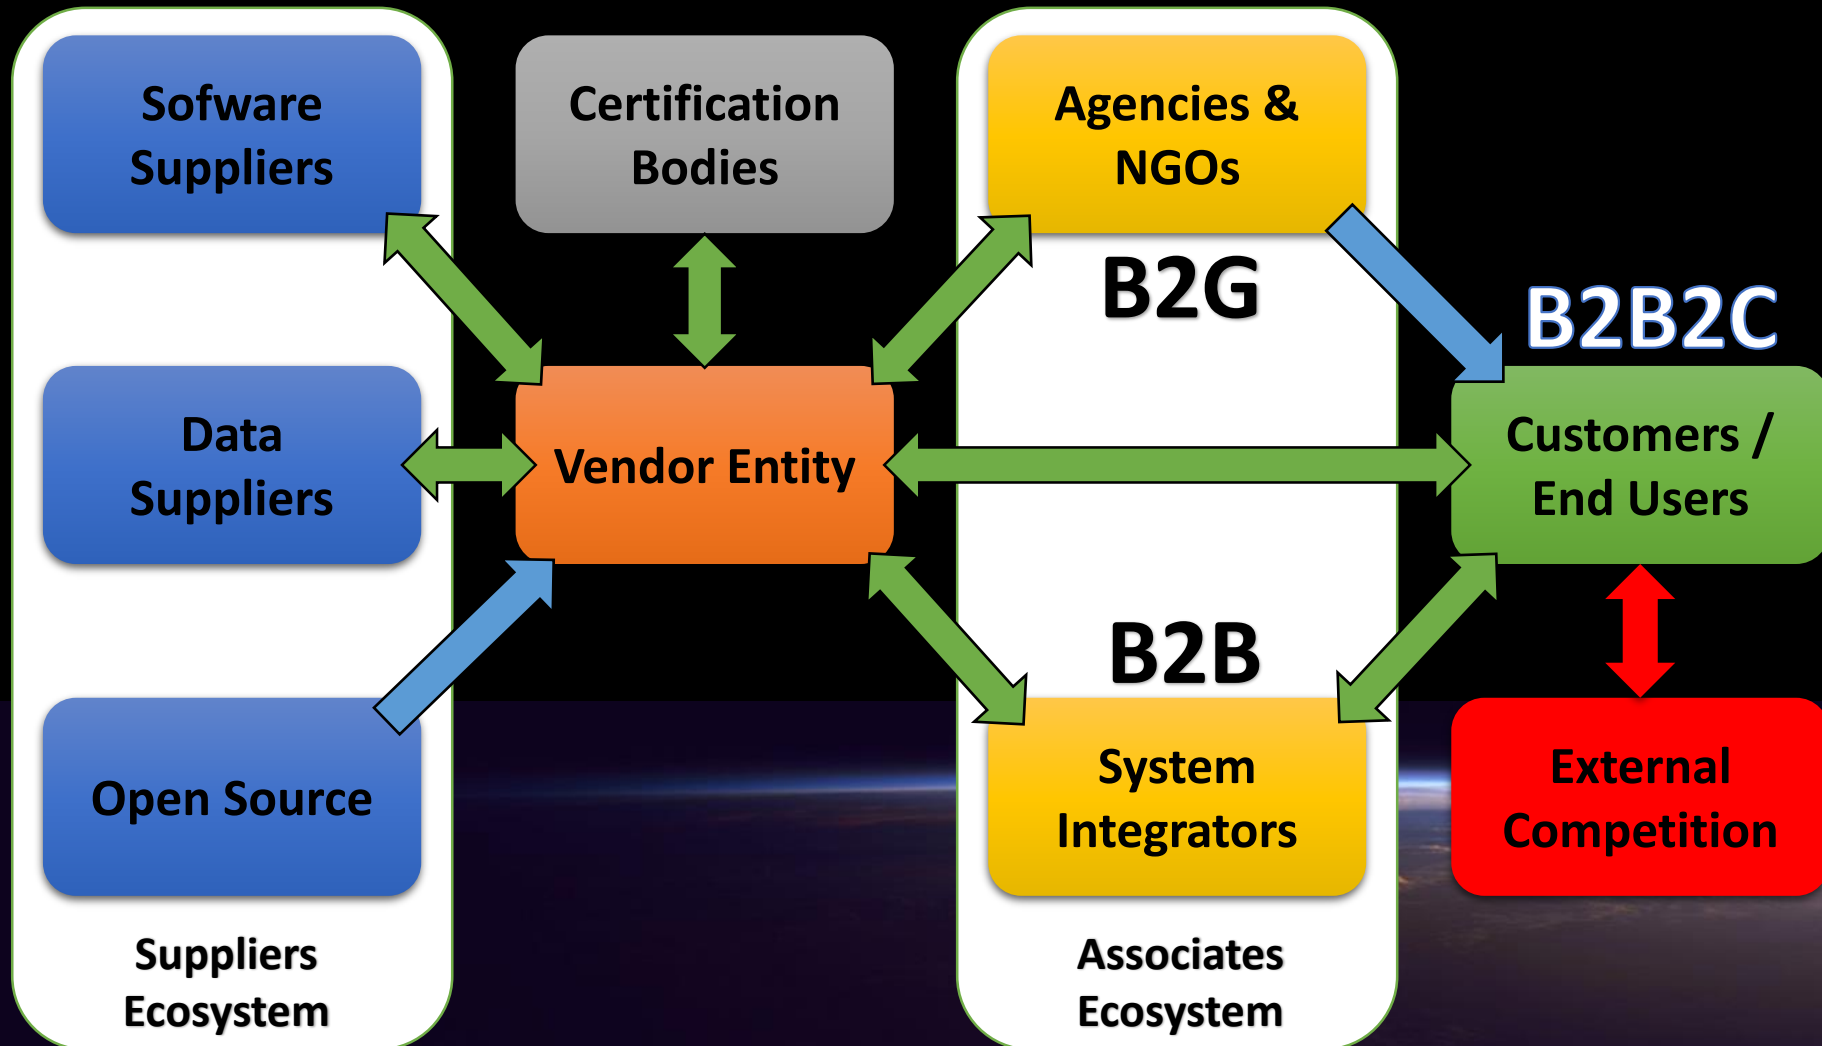 Sofware
Suppliers
Certification
Bodies
Agencies &
NGOs
B2G
B2B2C
Data
Suppliers
Vendor Entity
Customers /
End Users
B2B
Open Source
System
Integrators
External
Competition
Suppliers
Ecosystem
Associates
Ecosystem